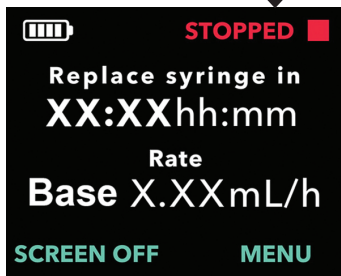 STOPPED
Replace syringe in
XX:XXhh:mm
Rate
Base X.XXmL/h
SCREEN OFF MENU